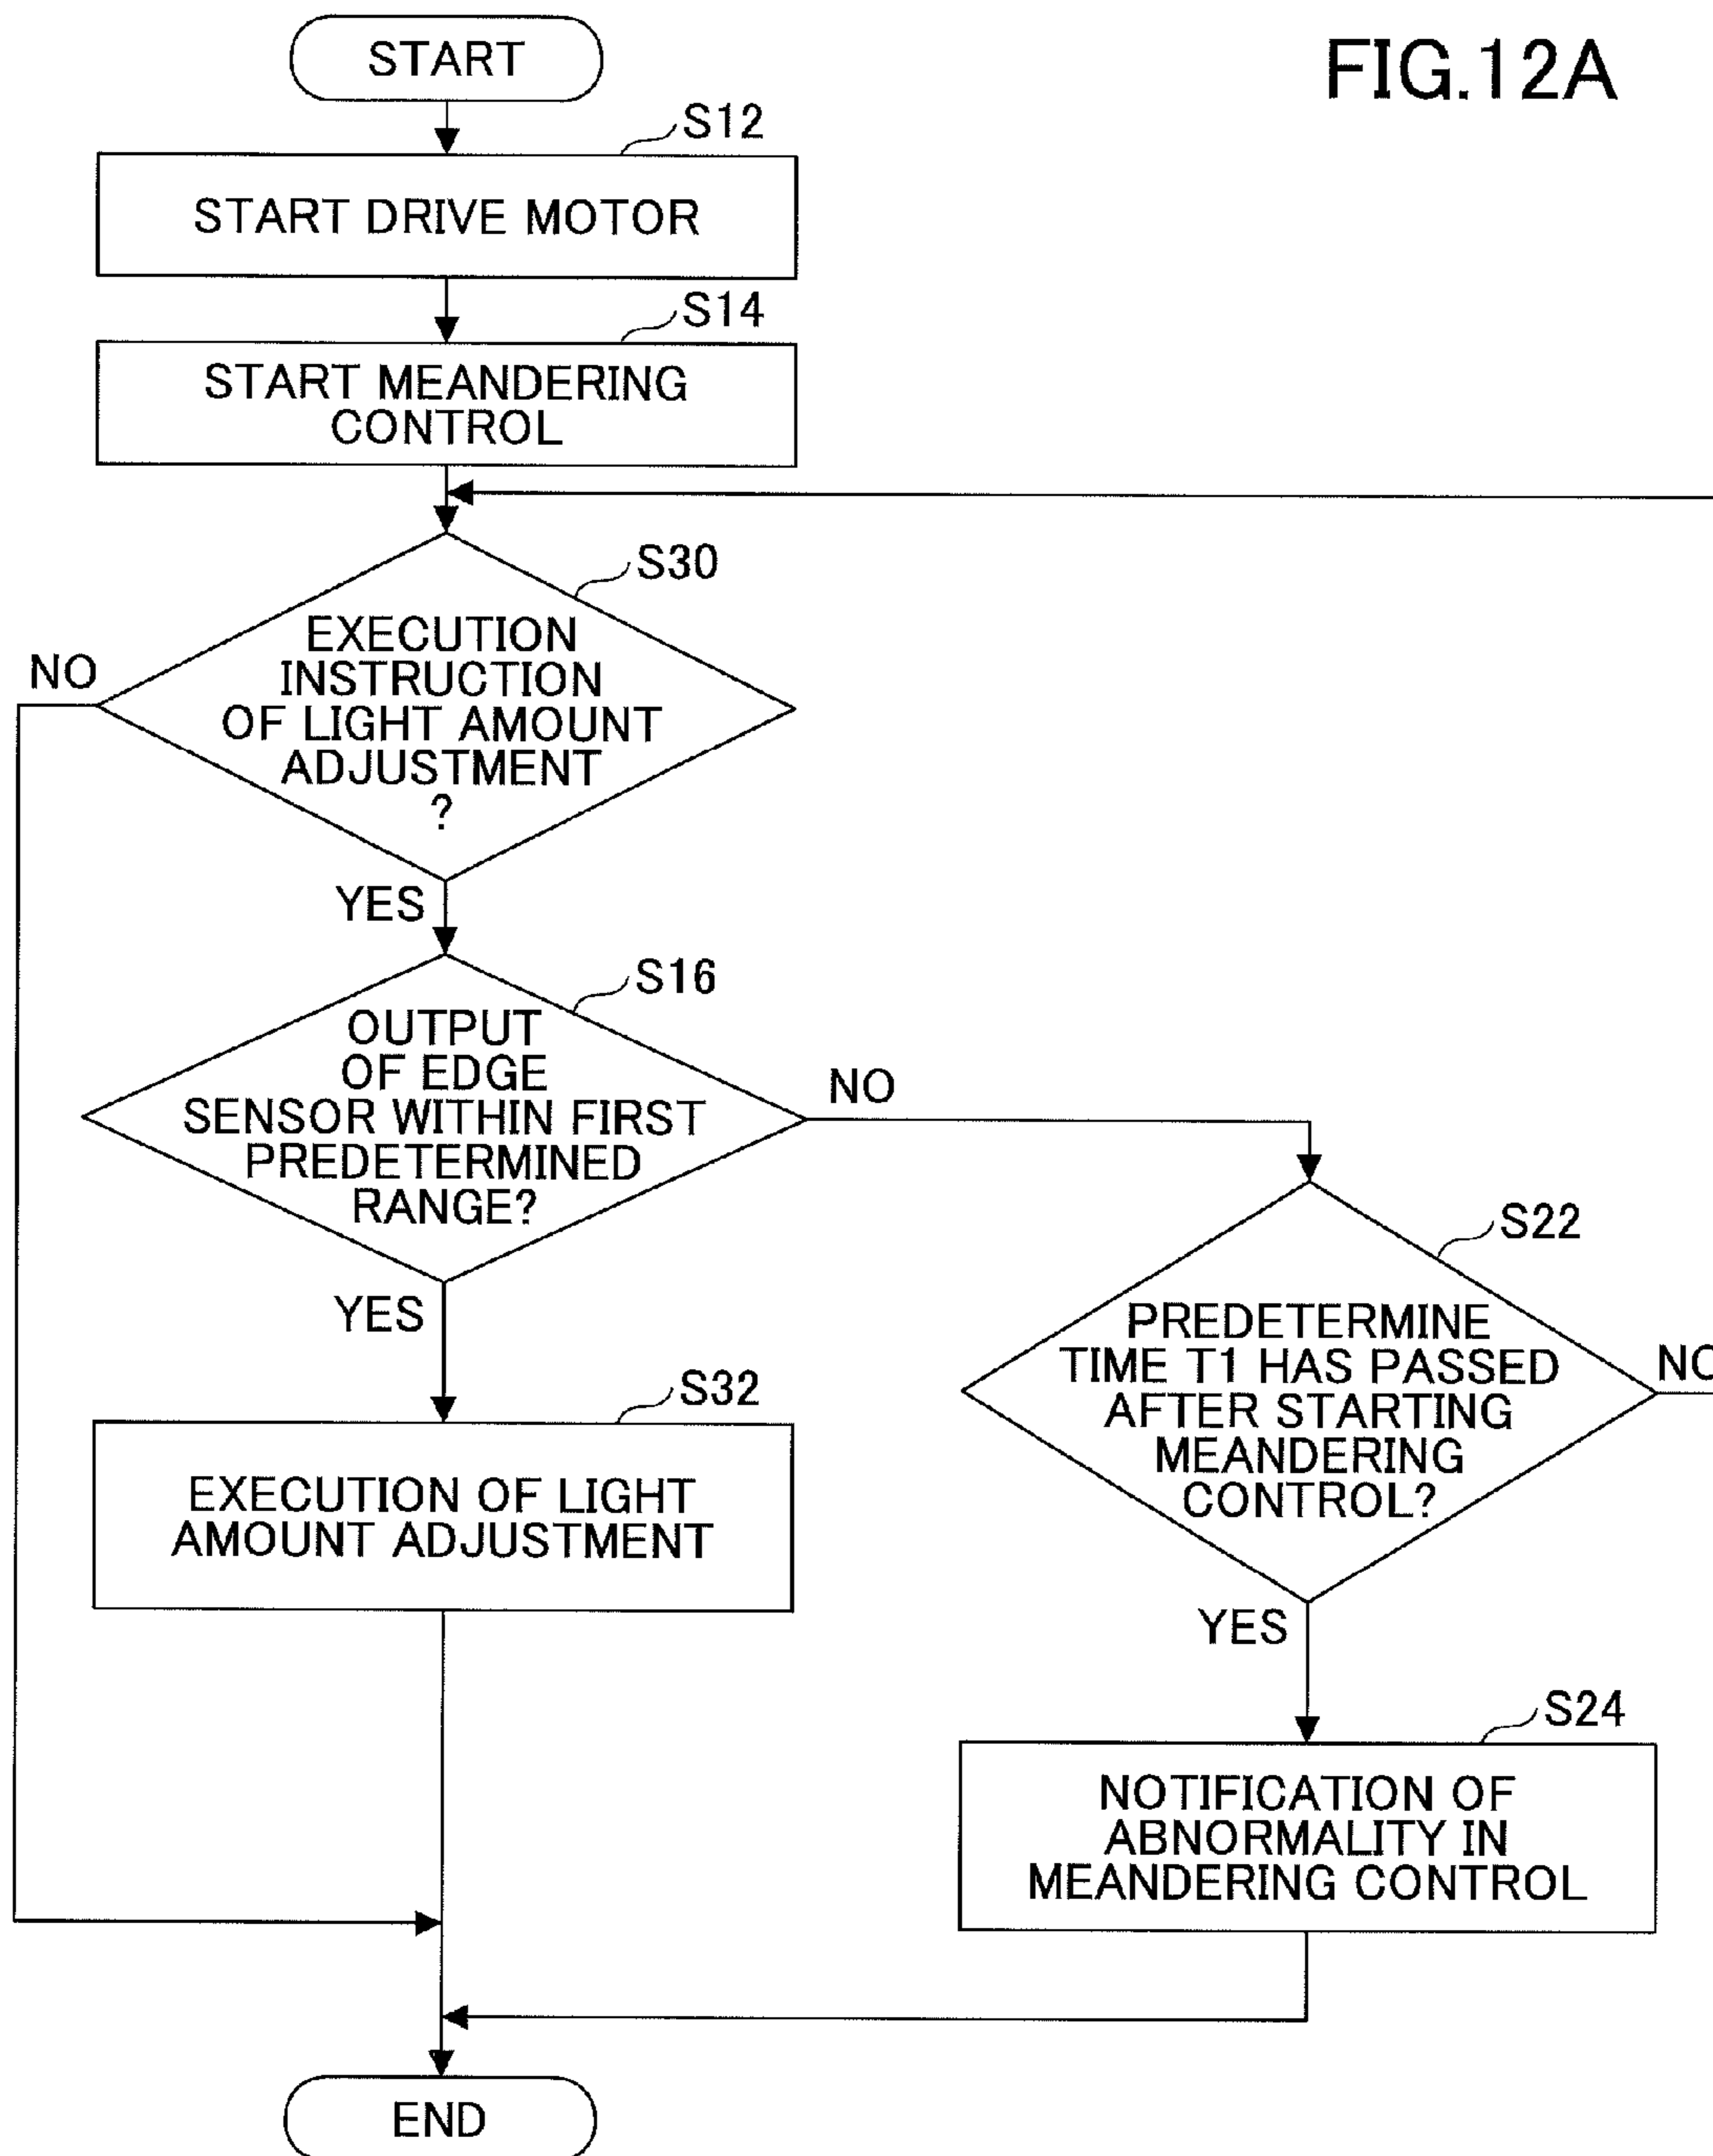 FIG.12A
START
S12
START DRIVE MOTOR
S14
START MEANDERING
CONTROL
S30
EXECUTION
INSTRUCTION
OF LIGHT AMOUNT
ADJUSTMENT
?
NO
YES
S16
OUTPUT
OF EDGE
SENSOR WITHIN FIRST
PREDETERMINED
RANGE?
NO
YES
S22
PREDETERMINE
TIME T1 HAS PASSED
AFTER STARTING
MEANDERING
CONTROL?
NO
YES
S32
EXECUTION OF LIGHT
AMOUNT ADJUSTMENT
S24
NOTIFICATION OF
ABNORMALITY IN
MEANDERING CONTROL
END